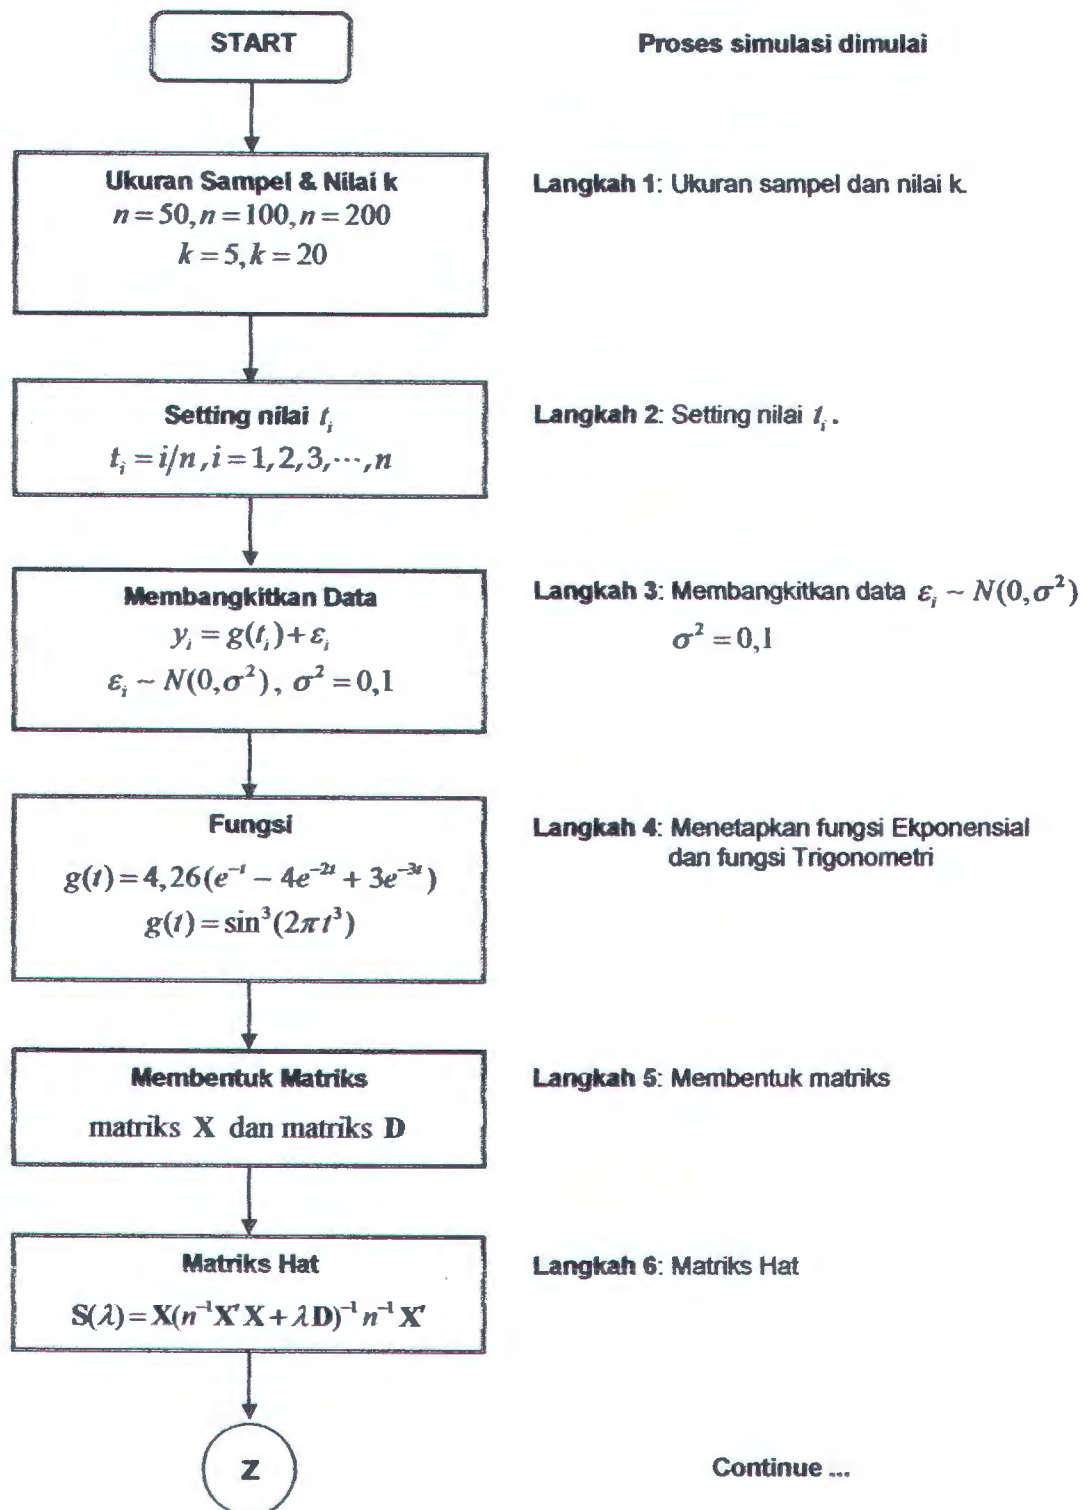 START
Proses simulasi dimulai
Ukuran Sampel & Nilai k
n = 50, n = 100, n = 200
k = 5, k = 20
Langkah 1: Ukuran sampel dan nilai k.
Setting nilai t_i
t_i = i/n, i = 1, 2, 3, ···, n
Langkah 2: Setting nilai t_i.
Membangkitkan Data
y_i = g(t_i) + ε_i
ε_i ~ N(0, σ²), σ² = 0,1
Langkah 3: Membangkitkan data ε_i ~ N(0, σ²)
σ² = 0,1
Fungsi
g(t) = 4,26(e^{-t} − 4e^{-2t} + 3e^{-3t})
g(t) = sin³(2πt³)
Langkah 4: Menetapkan fungsi Ekponensial
dan fungsi Trigonometri
Membentuk Matriks
matriks X dan matriks D
Langkah 5: Membentuk matriks
Matriks Hat
S(λ) = X(n⁻¹X'X + λD)⁻¹ n⁻¹X'
Langkah 6: Matriks Hat
Z
Continue ...